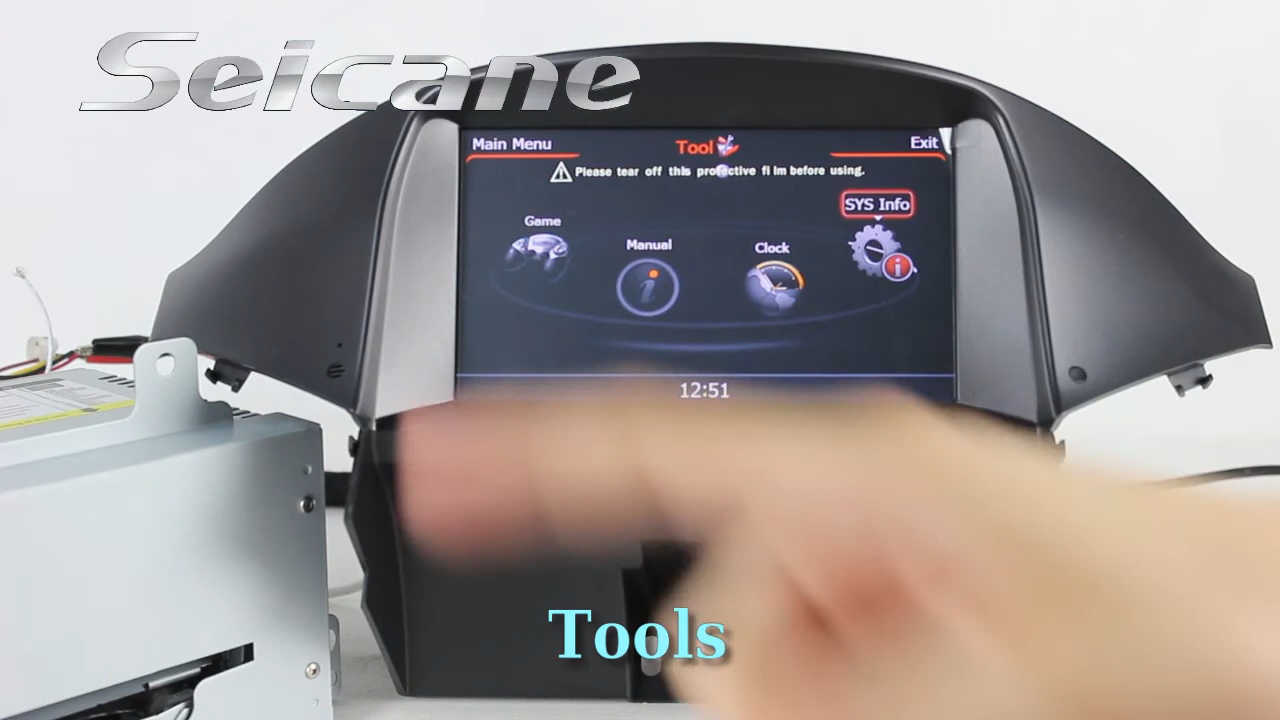 Seicane
Main Menu
Tool
Exit
Please tear off this protective film before using.
SYS Info
Game
Manual
Clock
12:51
Tools